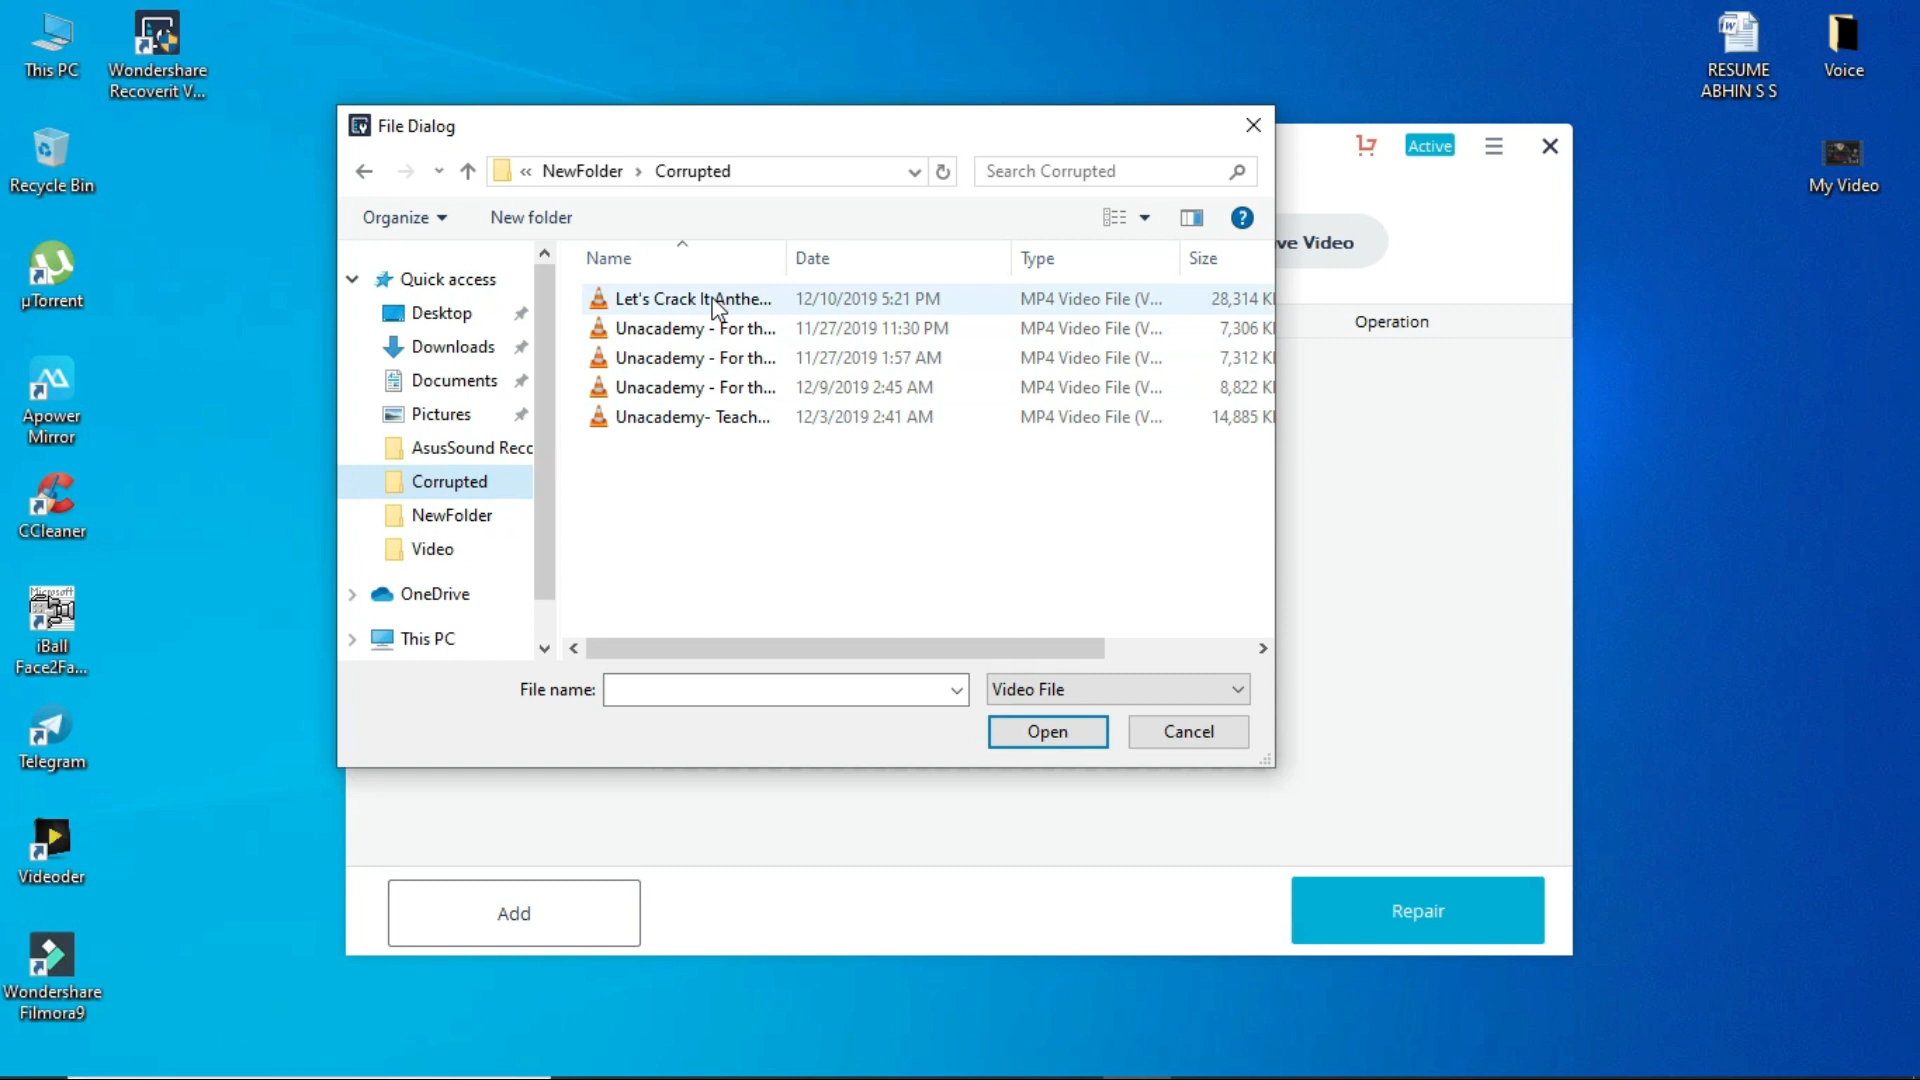 This PC
Wondershare
Recoverit V...
Recycle Bin
µTorrent
Apower
Mirror
CCleaner
Microsoft
iBall
Face2Fa...
Telegram
Videoder
Wondershare
Filmora9
RESUME
ABHIN S S
Voice
My Video
File Dialog
« NewFolder › Corrupted
Search Corrupted
Organize
New folder
Quick access
Desktop
Downloads
Documents
Pictures
AsusSound Reco
Corrupted
NewFolder
Video
OneDrive
This PC
Name Date Type Size
Let's Crack It Anthe... 12/10/2019 5:21 PM MP4 Video File (V... 28,314 K
Unacademy - For th... 11/27/2019 11:30 PM MP4 Video File (V... 7,306 K
Unacademy - For th... 11/27/2019 1:57 AM MP4 Video File (V... 7,312 K
Unacademy - For th... 12/9/2019 2:45 AM MP4 Video File (V... 8,822 K
Unacademy- Teach... 12/3/2019 2:41 AM MP4 Video File (V... 14,885 K
File name:
Video File
Open
Cancel
Active
ve Video
Operation
Add
Repair